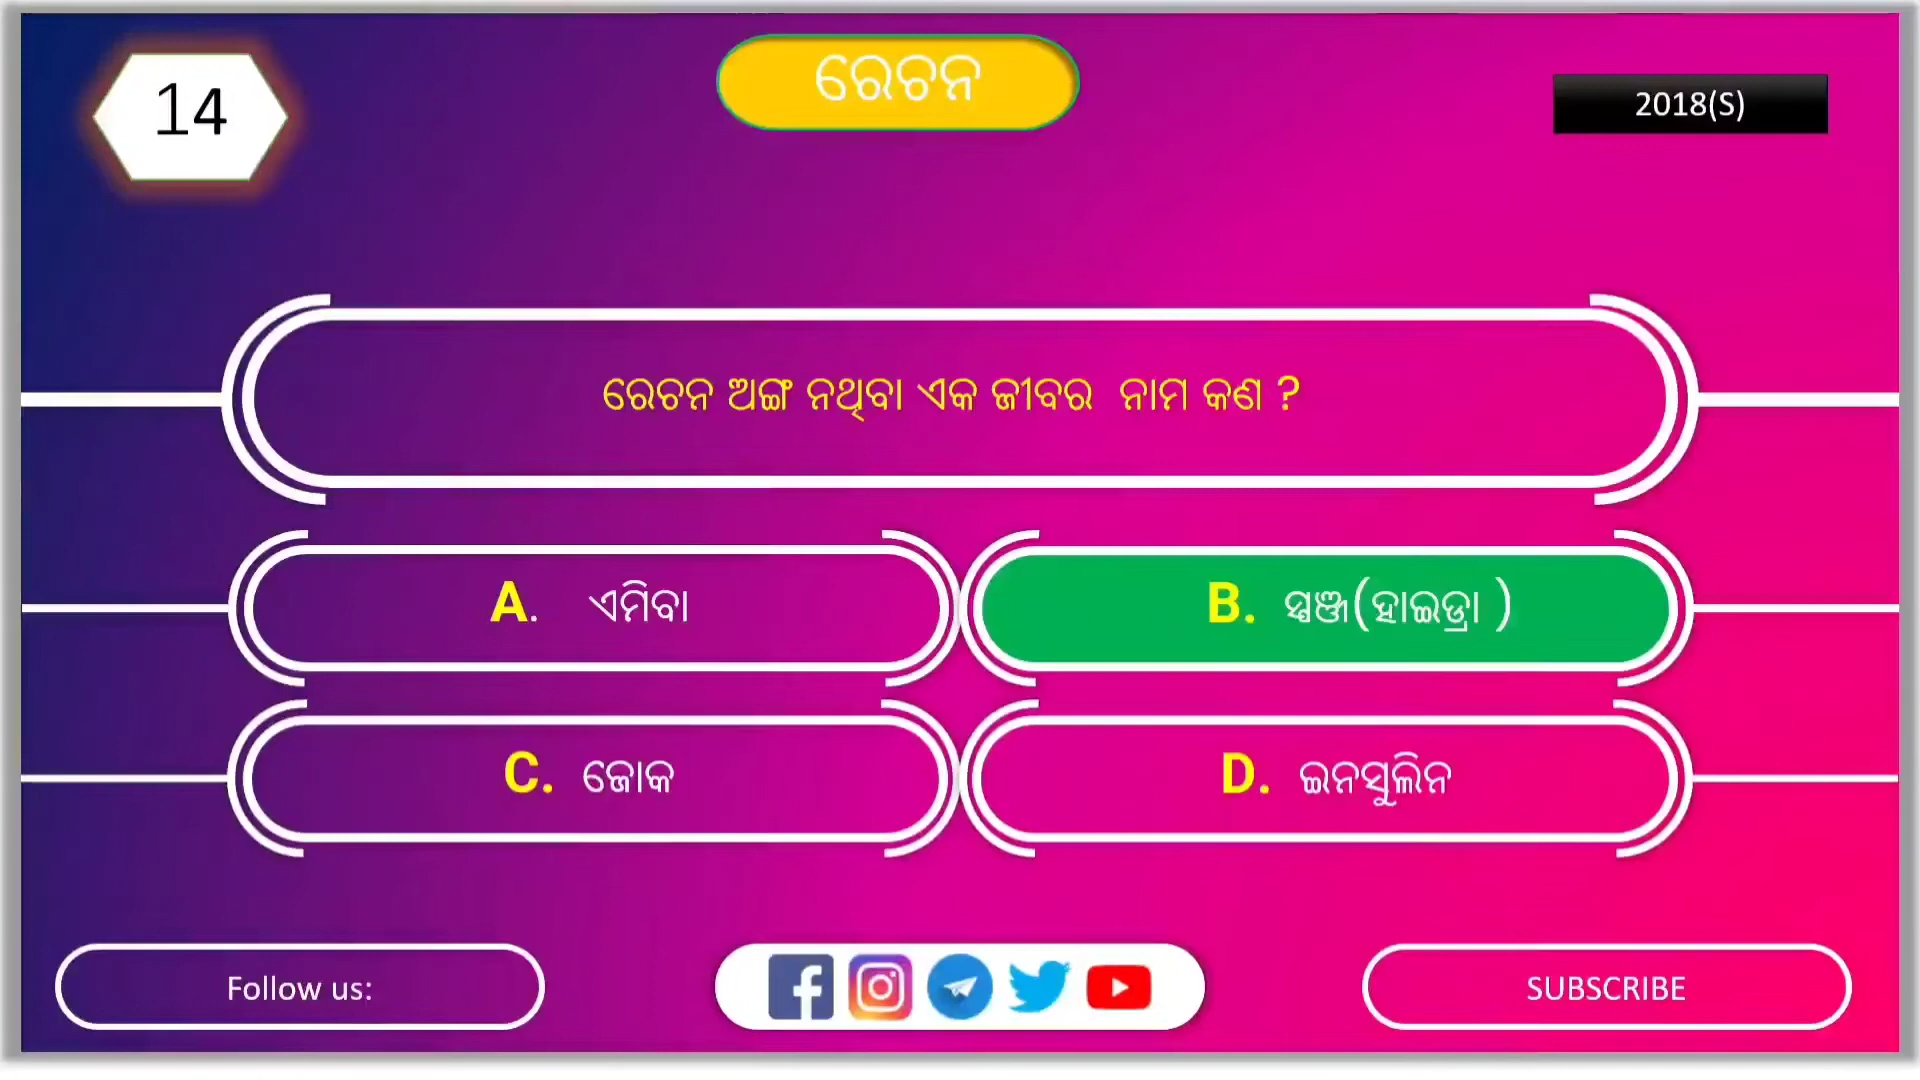 14
ରେଚନ
2018(S)
ରେଚନ ଅଙ୍ଗ ନଥିବା ଏକ ଜୀବର ନାମ କଣ ?
A. ଏମିବା
B. ସ୍ପଞ୍ଜ(ହାଇଡ୍ରା )
C. ଜୋକ
D. ଇନସୁଲିନ
Follow us:
SUBSCRIBE